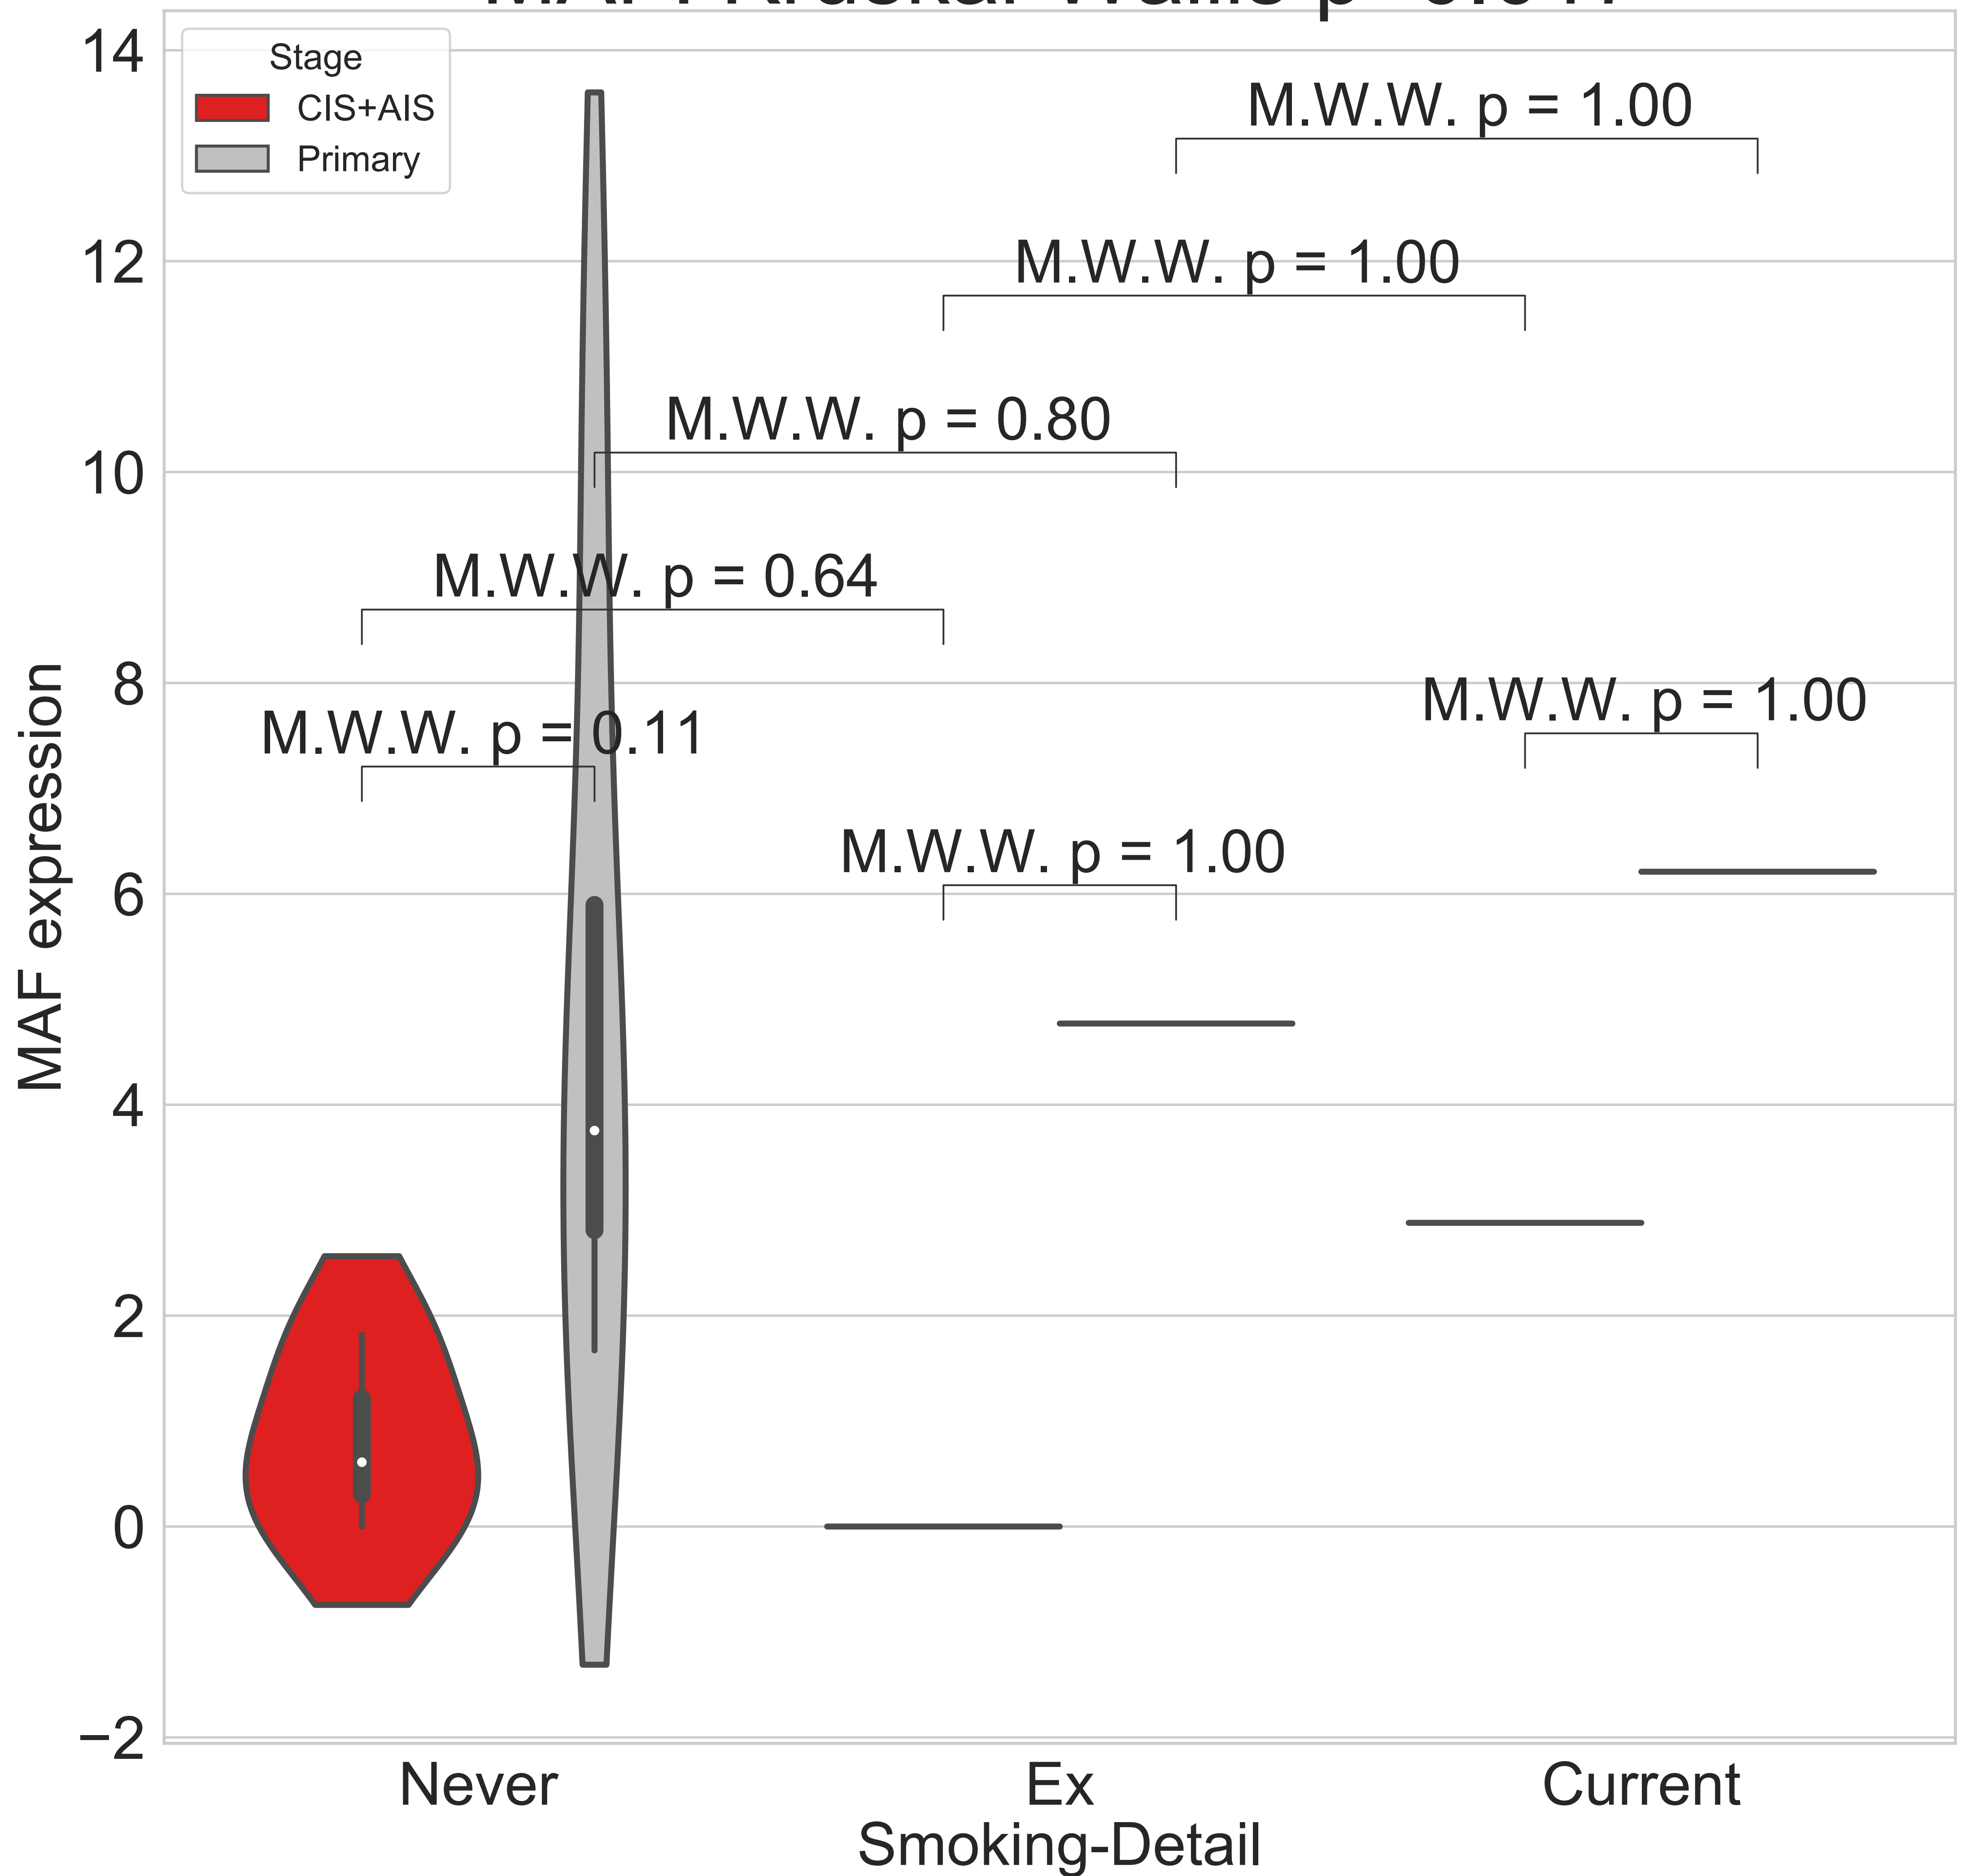 Stage
CIS+AIS
Primary
14
12
10
8
6
4
2
0
−2
MAF expression
M.W.W. p = 1.00
M.W.W. p = 1.00
M.W.W. p = 0.80
M.W.W. p = 0.64
M.W.W. p = 0.11
M.W.W. p = 1.00
M.W.W. p = 1.00
Never
Ex
Current
Smoking-Detail